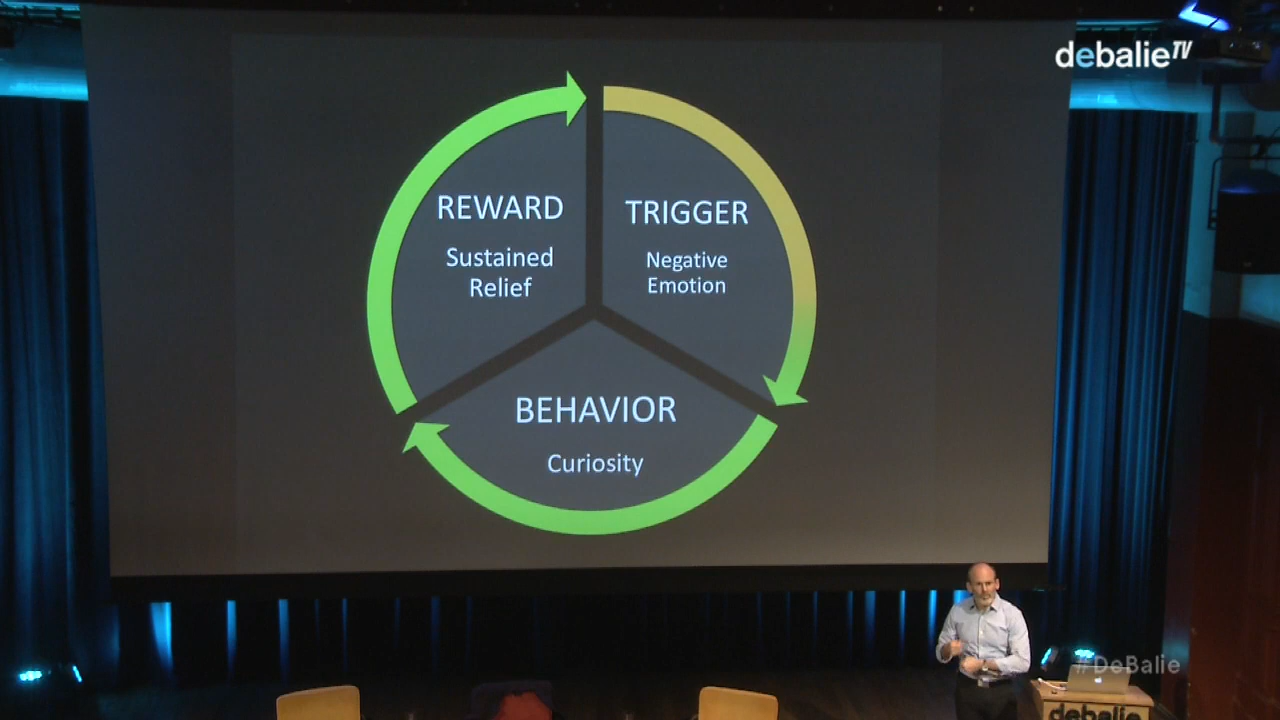 debalieTV
REWARD
Sustained
Relief
TRIGGER
Negative
Emotion
BEHAVIOR
Curiosity
#DeBalie
debalie